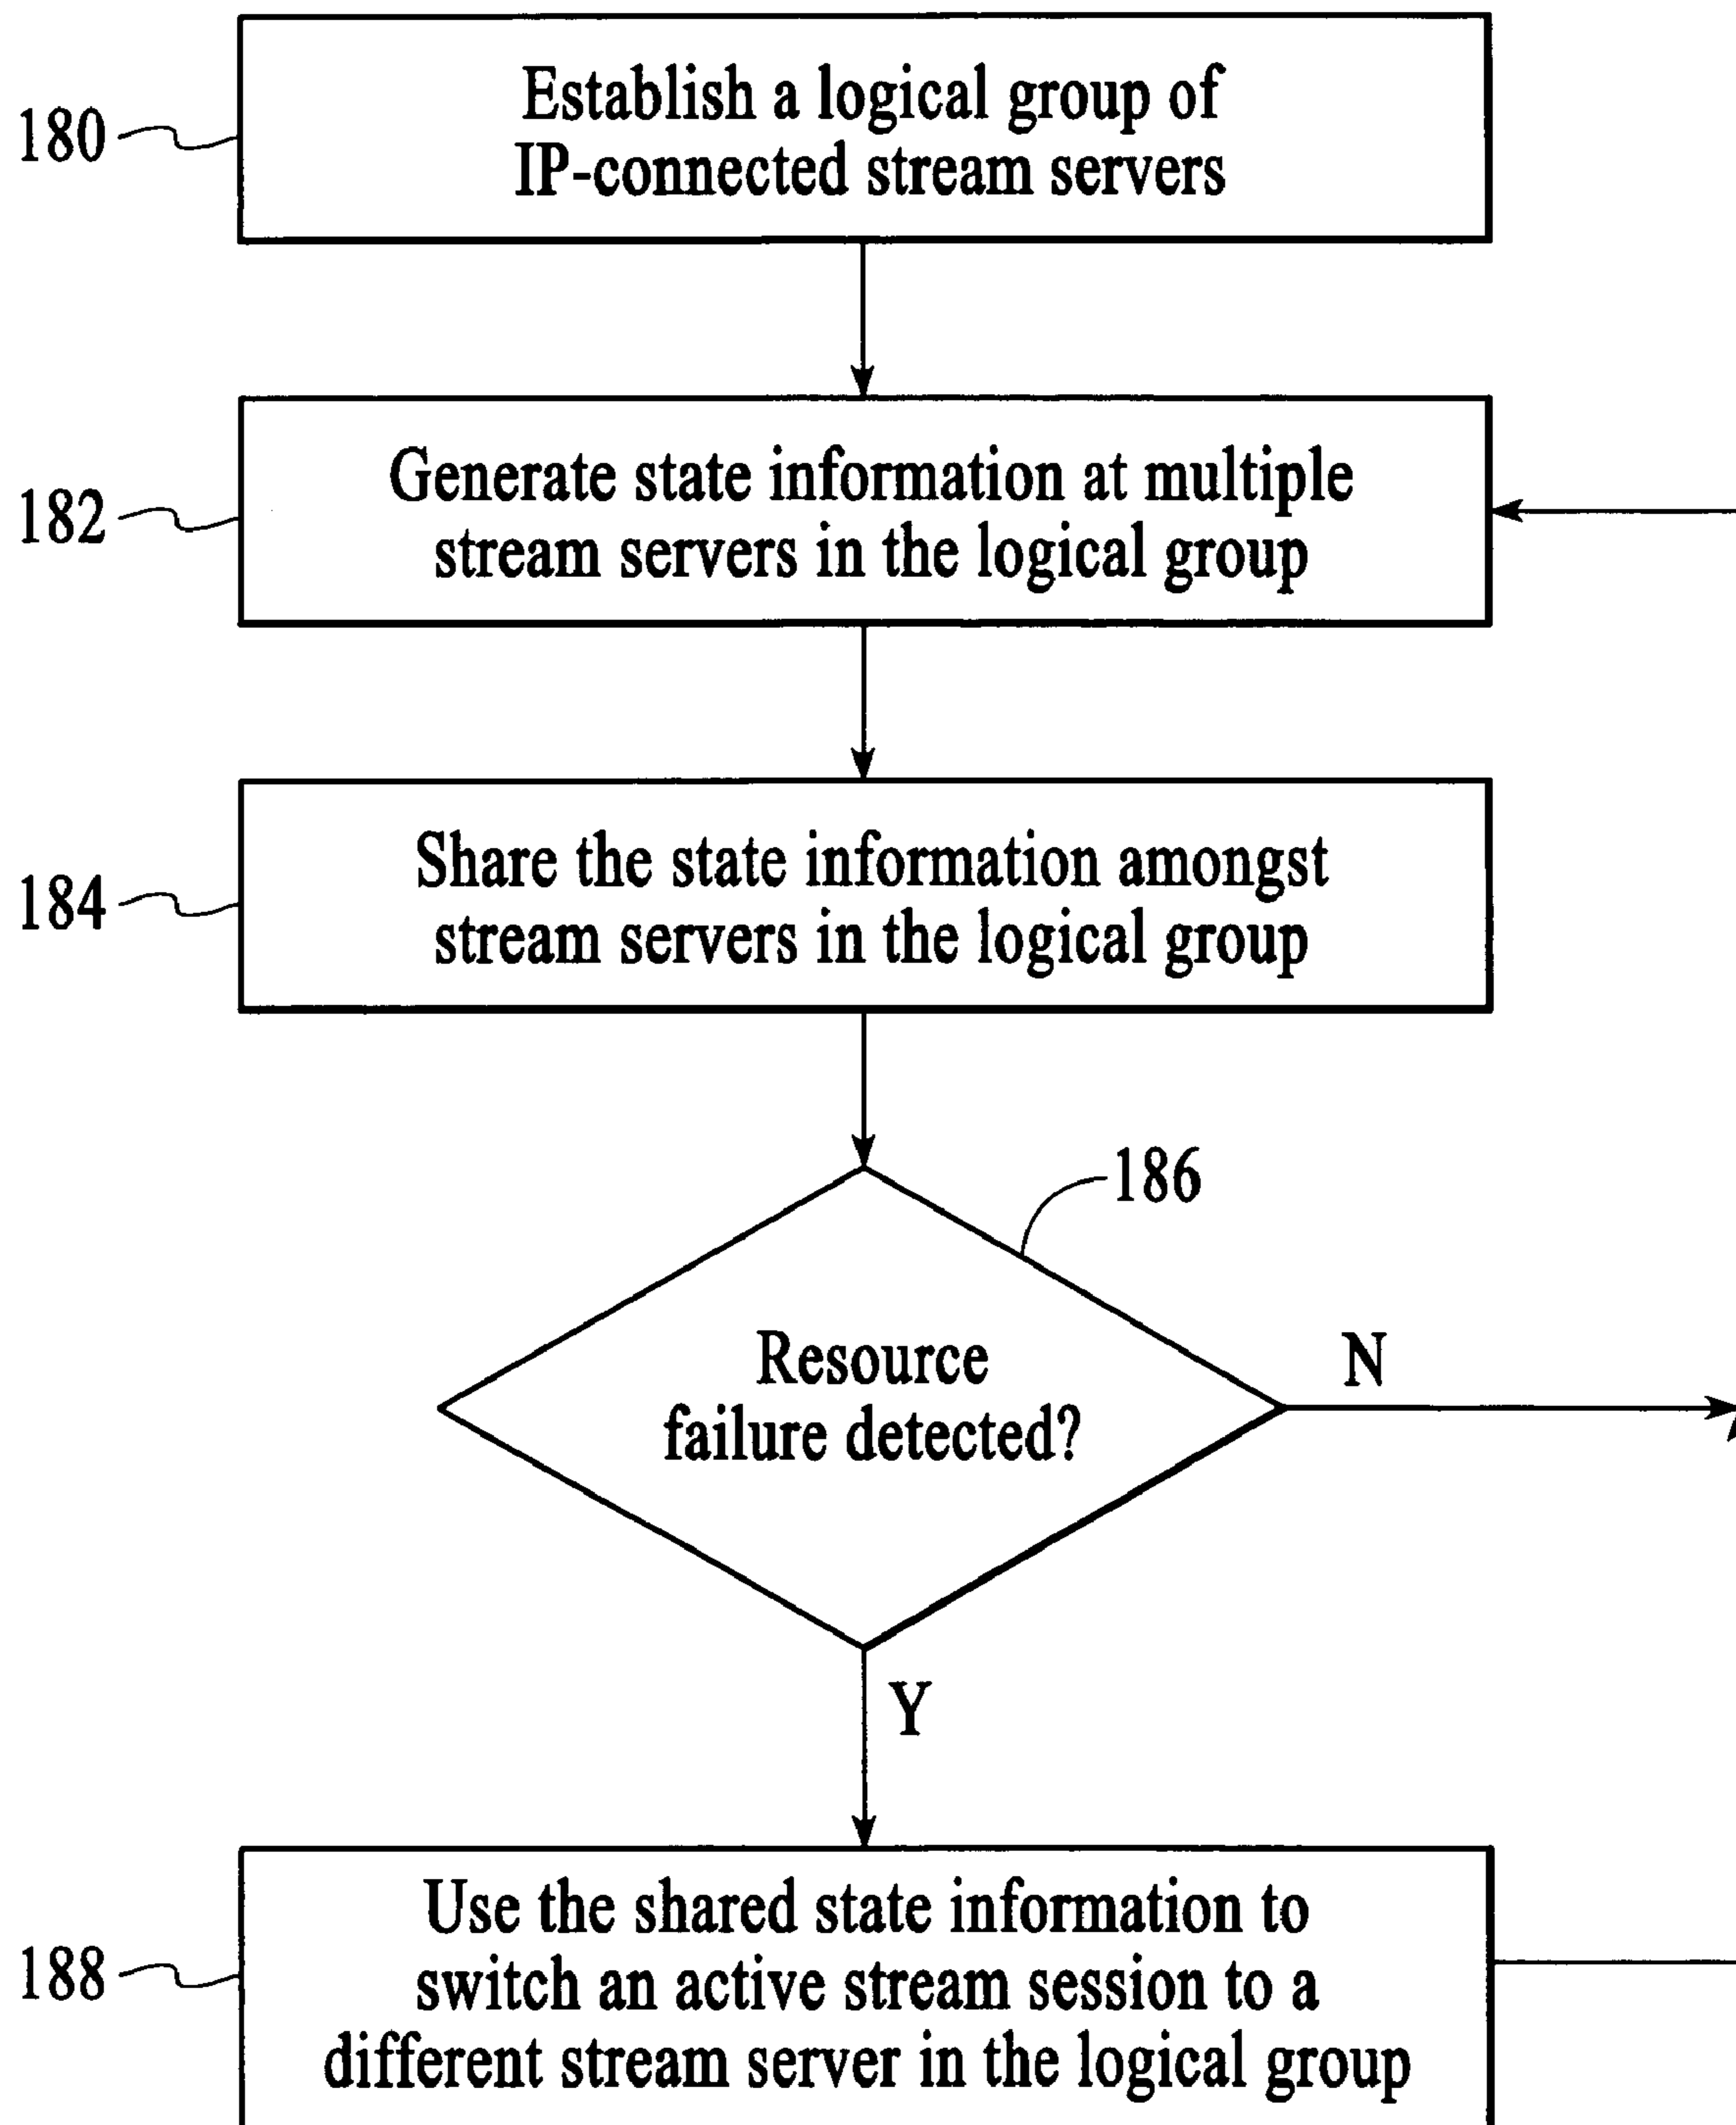 180
Establish a logical group of
IP-connected stream servers
182
Generate state information at multiple
stream servers in the logical group
184
Share the state information amongst
stream servers in the logical group
186
Resource
failure detected?
N
Y
188
Use the shared state information to
switch an active stream session to a
different stream server in the logical group